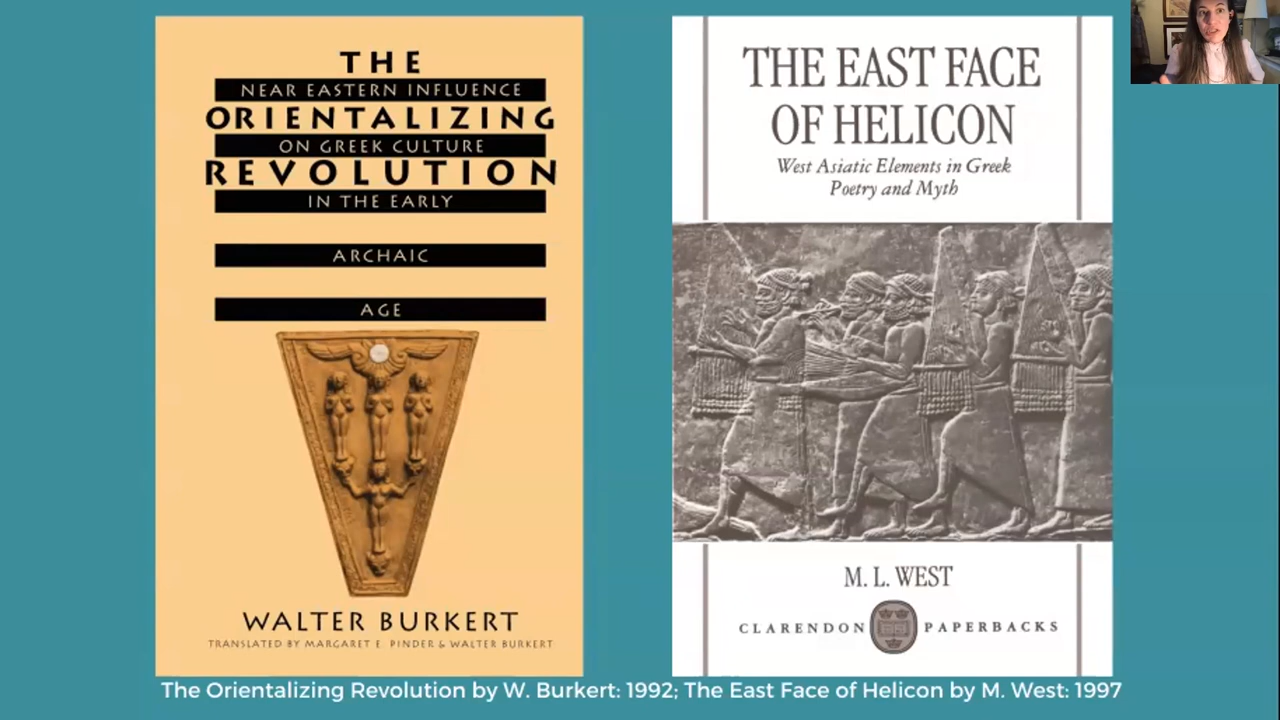 THE
NEAR EASTERN INFLUENCE
ORIENTALIZING
ON GREEK CULTURE
REVOLUTION
IN THE EARLY
ARCHAIC
AGE
WALTER BURKERT
TRANSLATED BY MARGARET E. PINDER & WALTER BURKERT
THE EAST FACE
OF HELICON
West Asiatic Elements in Greek
Poetry and Myth
M. L. WEST
CLARENDON PAPERBACKS
The Orientalizing Revolution by W. Burkert: 1992; The East Face of Helicon by M. West: 1997